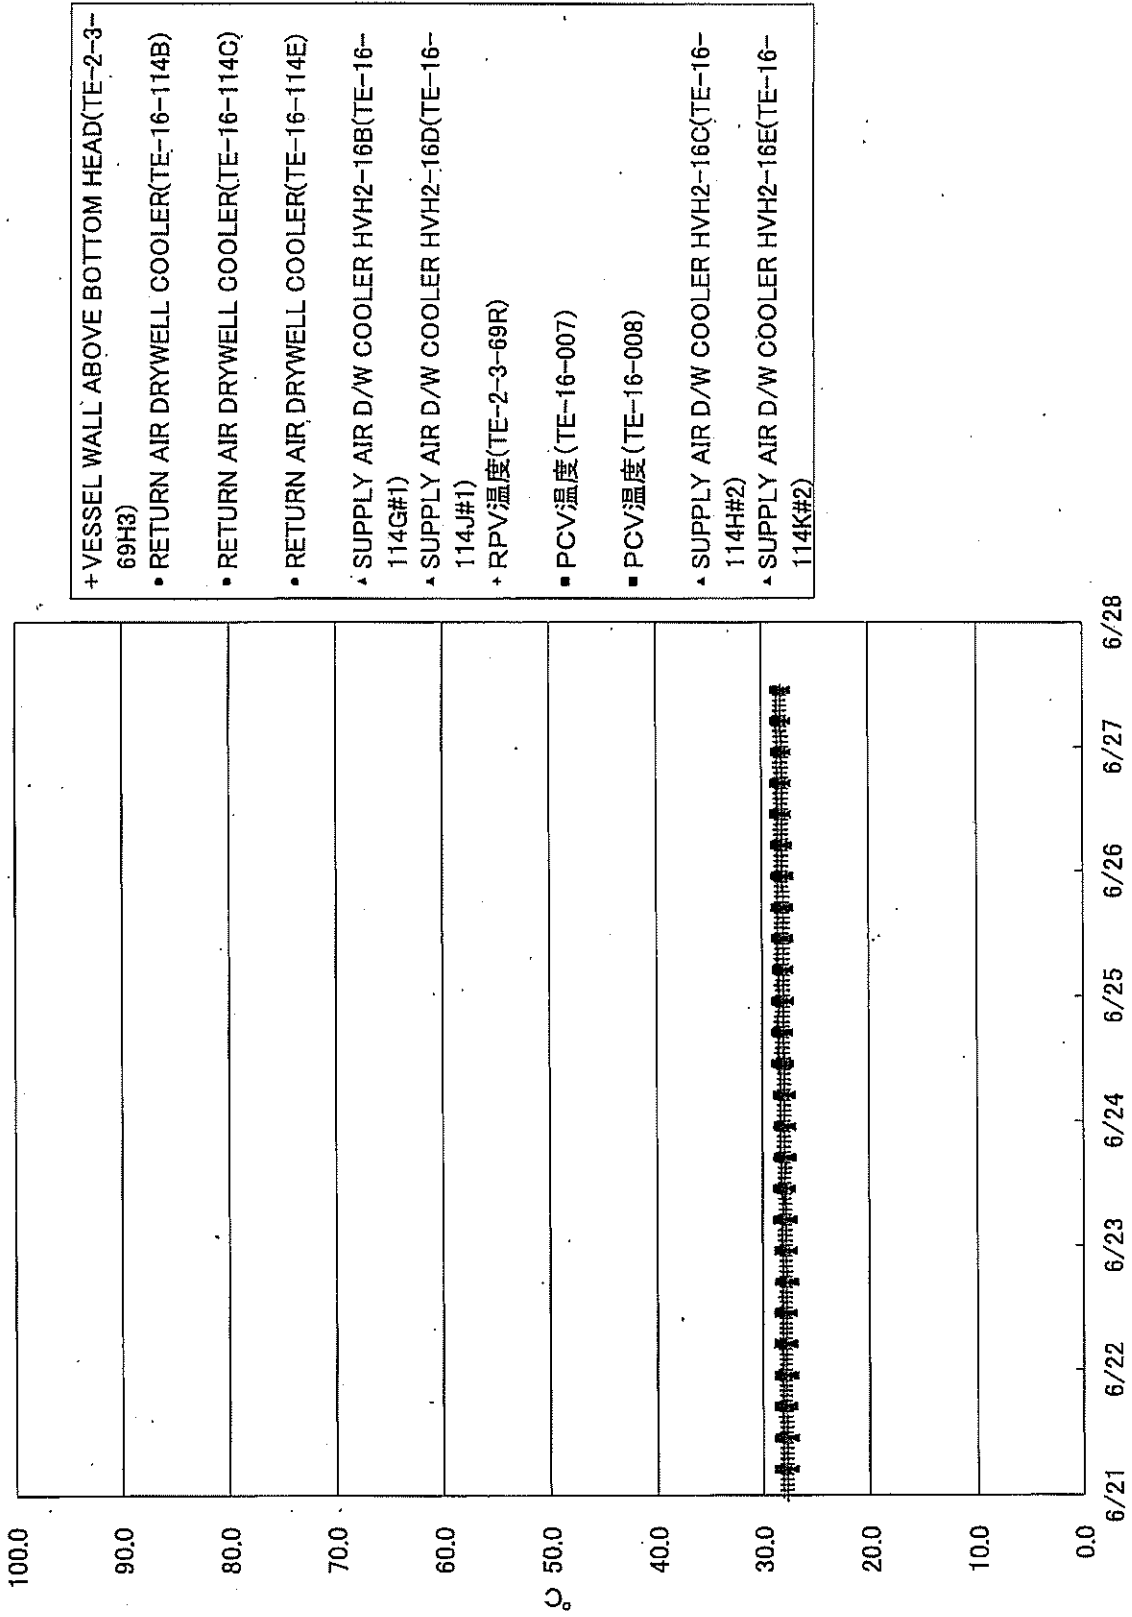 100.0
90.0
80.0
70.0
60.0
50.0
40.0
30.0
20.0
10.0
0.0
℃
6/21
6/22
6/23
6/24
6/25
6/26
6/27
6/28
+ VESSEL WALL ABOVE BOTTOM HEAD(TE-2-3-
69H3)
• RETURN AIR DRYWELL COOLER(TE-16-114B)
• RETURN AIR DRYWELL COOLER(TE-16-114C)
• RETURN AIR DRYWELL COOLER(TE-16-114E)
▲ SUPPLY AIR D/W COOLER HVH2-16B(TE-16-
114G#1)
▲ SUPPLY AIR D/W COOLER HVH2-16D(TE-16-
114J#1)
+ RPV温度(TE-2-3-69R)
■ PCV温度(TE-16-007)
■ PCV温度(TE-16-008)
▲ SUPPLY AIR D/W COOLER HVH2-16C(TE-16-
114H#2)
▲ SUPPLY AIR D/W COOLER HVH2-16E(TE-16-
114K#2)